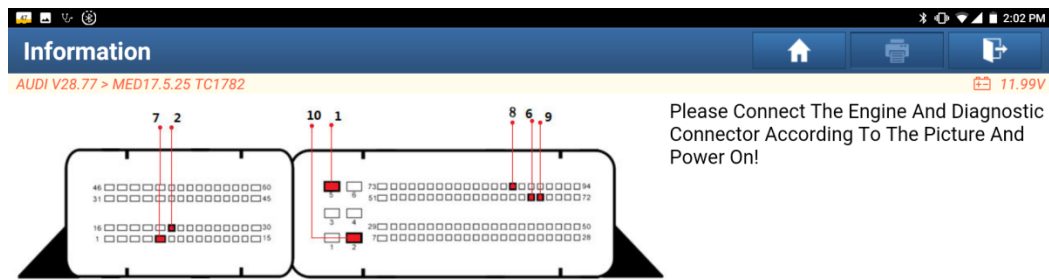 47 2:02 PM
Information
AUDI V28.77 > MED17.5.25 TC1782 11.99V
Please Connect The Engine And Diagnostic
Connector According To The Picture And
Power On!
7 2 10 1 8 6 9
46 60 5 6 73 94
31 45 51 72
3 4
16 30 29 50
1 15 1 2 7 28